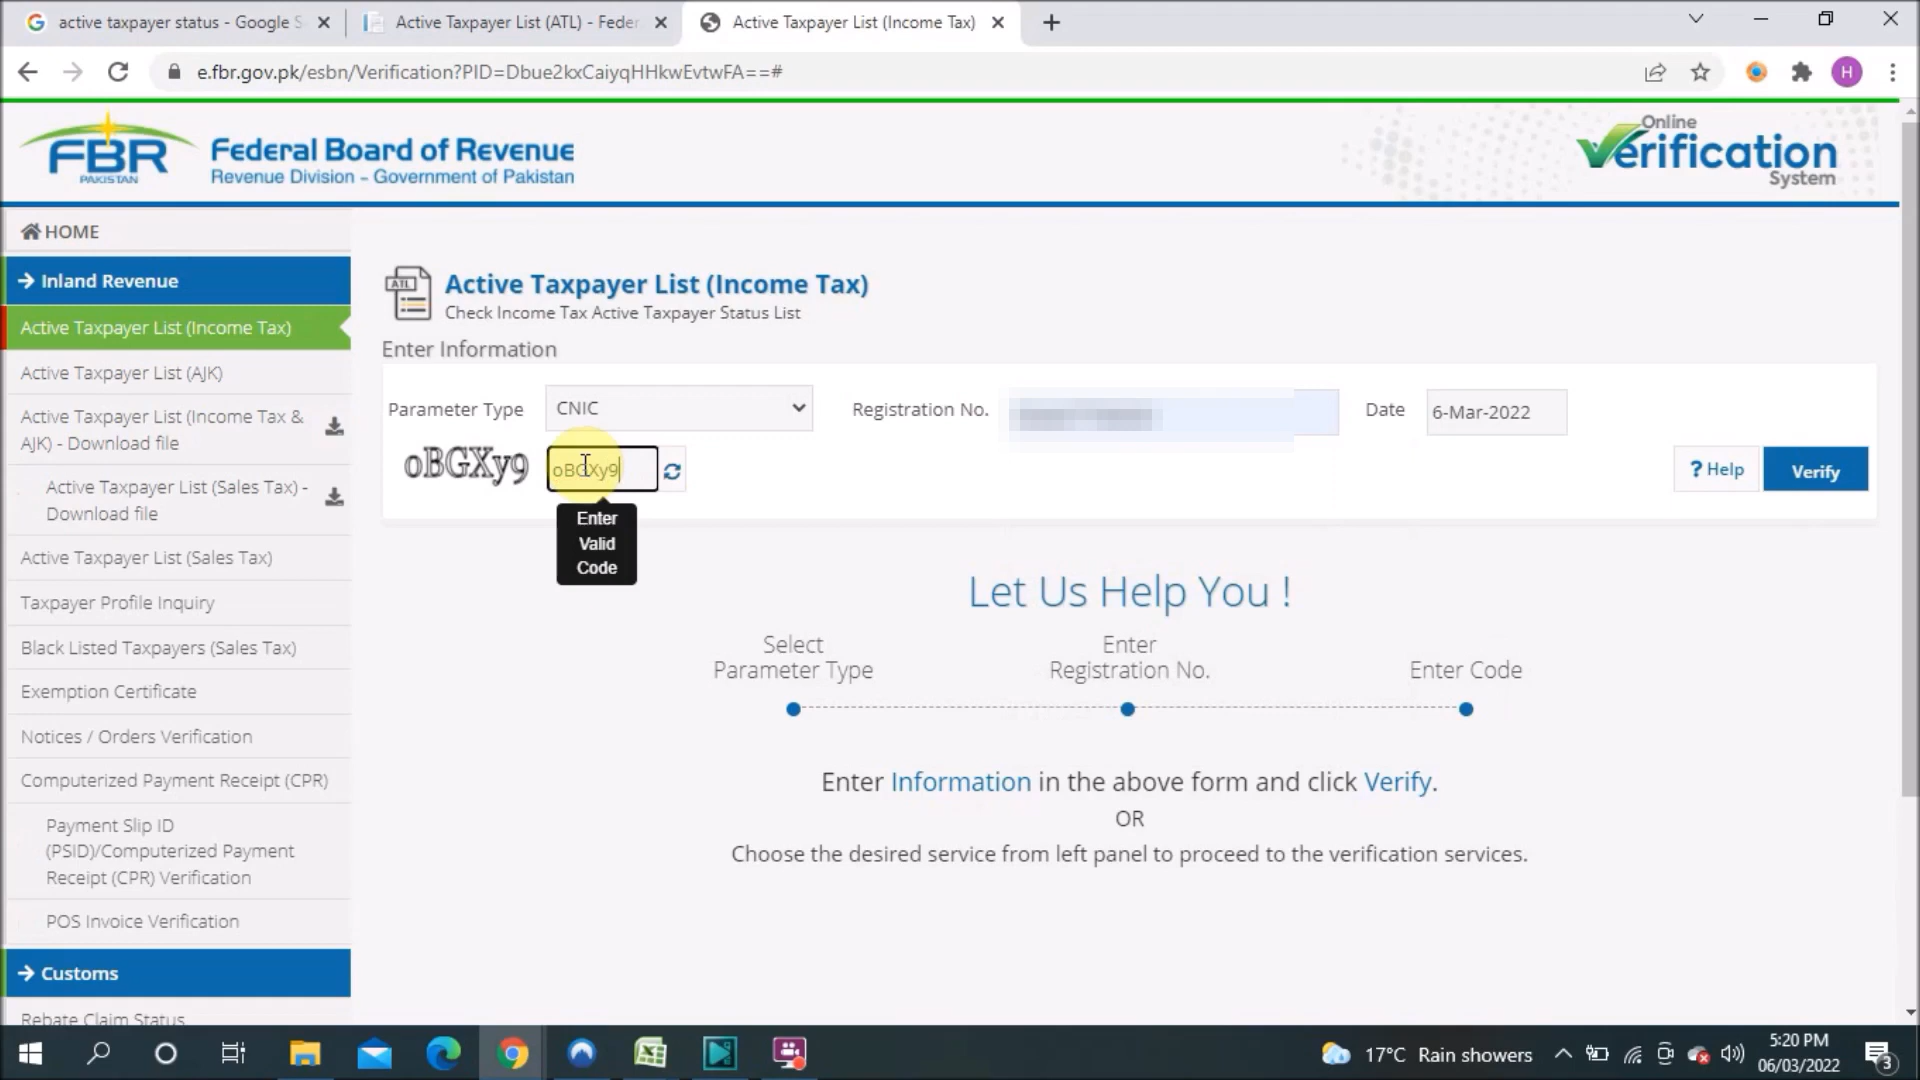 active taxpayer status - Google S
Active Taxpayer List (ATL) - Feder
Active Taxpayer List (Income Tax)
e.fbr.gov.pk/esbn/Verification?PID=Dbue2kxCaiyqHHkwEvtwFA==#
H
FBR
PAKISTAN
Federal Board of Revenue
Revenue Division – Government of Pakistan
Online
Verification
System
HOME
Inland Revenue
Active Taxpayer List (Income Tax)
Active Taxpayer List (AJK)
Active Taxpayer List (Income Tax &
AJK) - Download file
Active Taxpayer List (Sales Tax) -
Download file
Active Taxpayer List (Sales Tax)
Taxpayer Profile Inquiry
Black Listed Taxpayers (Sales Tax)
Exemption Certificate
Notices / Orders Verification
Computerized Payment Receipt (CPR)
Payment Slip ID
(PSID)/Computerized Payment
Receipt (CPR) Verification
POS Invoice Verification
Customs
Rebate Claim Status
ATL
Active Taxpayer List (Income Tax)
Check Income Tax Active Taxpayer Status List
Enter Information
Parameter Type
CNIC
Registration No.
Date
6-Mar-2022
oBGXy9
oBGXy9
? Help
Verify
Enter
Valid
Code
Let Us Help You !
Select
Parameter Type
Enter
Registration No.
Enter Code
Enter Information in the above form and click Verify.
OR
Choose the desired service from left panel to proceed to the verification services.
17°C Rain showers
5:20 PM
06/03/2022
3